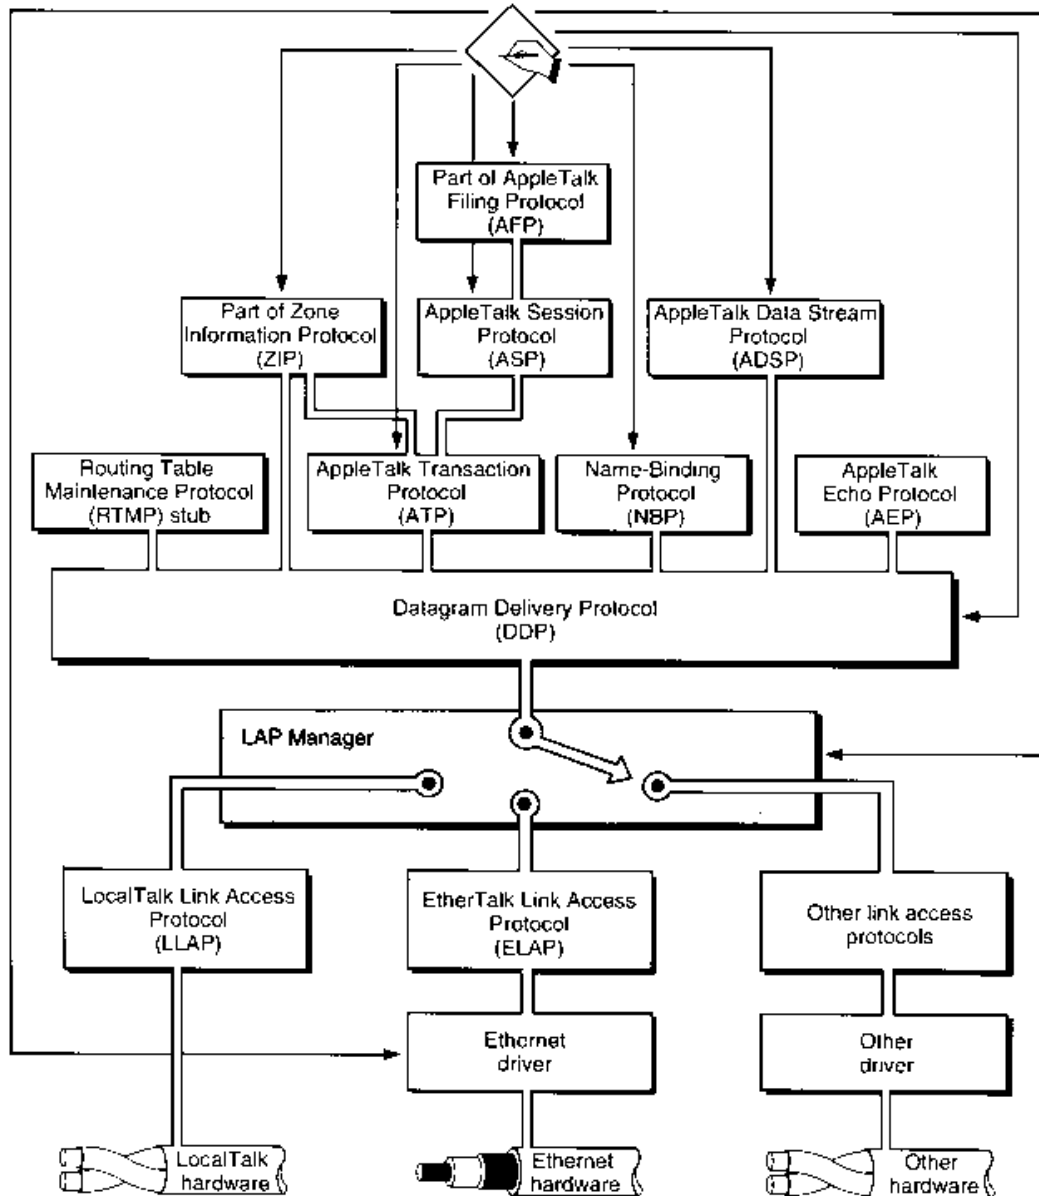 Part of AppleTalk
Filing Protocol
(AFP)
Part of Zone
Information Protocol
(ZIP)
AppleTalk Session
Protocol
(ASP)
AppleTalk Data Stream
Protocol
(ADSP)
Routing Table
Maintenance Protocol
(RTMP) stub
AppleTalk Transaction
Protocol
(ATP)
Name-Binding
Protocol
(NBP)
AppleTalk
Echo Protocol
(AEP)
Datagram Delivery Protocol
(DDP)
LAP Manager
LocalTalk Link Access
Protocol
(LLAP)
EtherTalk Link Access
Protocol
(ELAP)
Other link access
protocols
Ethernet
driver
Other
driver
LocalTalk
hardware
Ethernet
hardware
Other
hardware